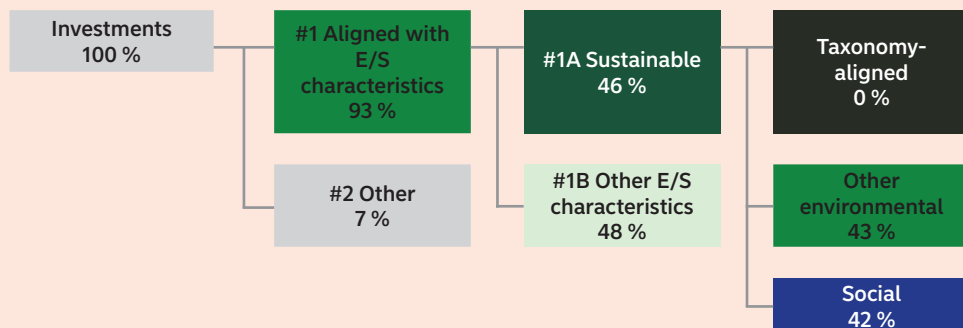 Investments
100 %
#1 Aligned with
E/S
characteristics
93 %
#2 Other
7 %
#1A Sustainable
46 %
#1B Other E/S
characteristics
48 %
Taxonomy-
aligned
0 %
Other
environmental
43 %
Social
42 %